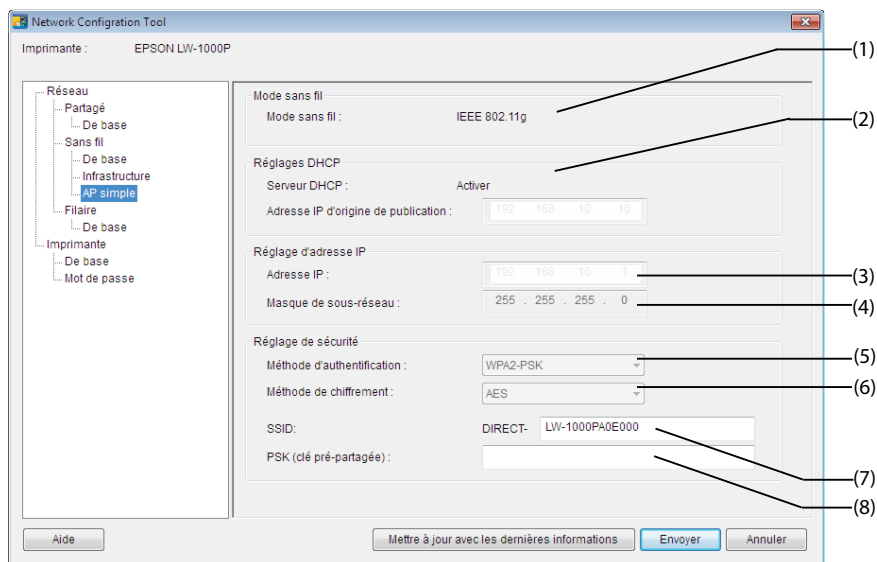 Network Configration Tool
Imprimante : EPSON LW-1000P
Réseau
Partagé
De base
Sans fil
De base
Infrastructure
AP simple
Filaire
De base
Imprimante
De base
Mot de passe
Mode sans fil
Mode sans fil : IEEE 802.11g
Réglages DHCP
Serveur DHCP : Activer
Adresse IP d'origine de publication : 192 . 168 . 10 . 10
Réglage d'adresse IP
Adresse IP : 192 . 168 . 10 . 1
Masque de sous-réseau : 255 . 255 . 255 . 0
Réglage de sécurité
Méthode d'authentification : WPA2-PSK
Méthode de chiffrement : AES
SSID: DIRECT- LW-1000PA0E000
PSK (clé pré-partagée) :
Aide
Mettre à jour avec les dernières informations
Envoyer
Annuler
(1)
(2)
(3)
(4)
(5)
(6)
(7)
(8)